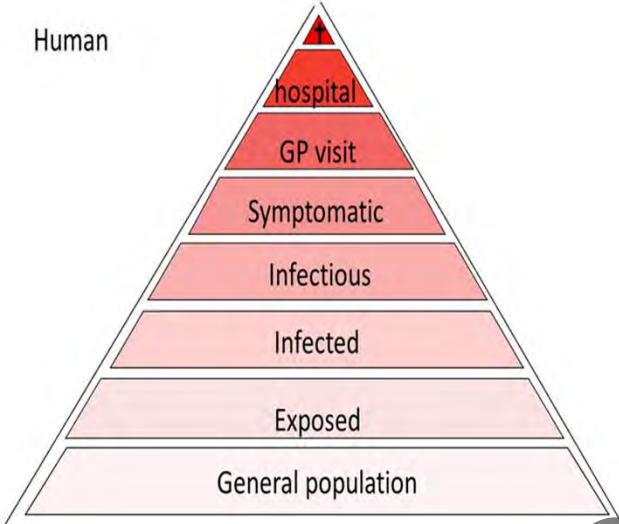 Human
†
hospital
GP visit
Symptomatic
Infectious
Infected
Exposed
General population